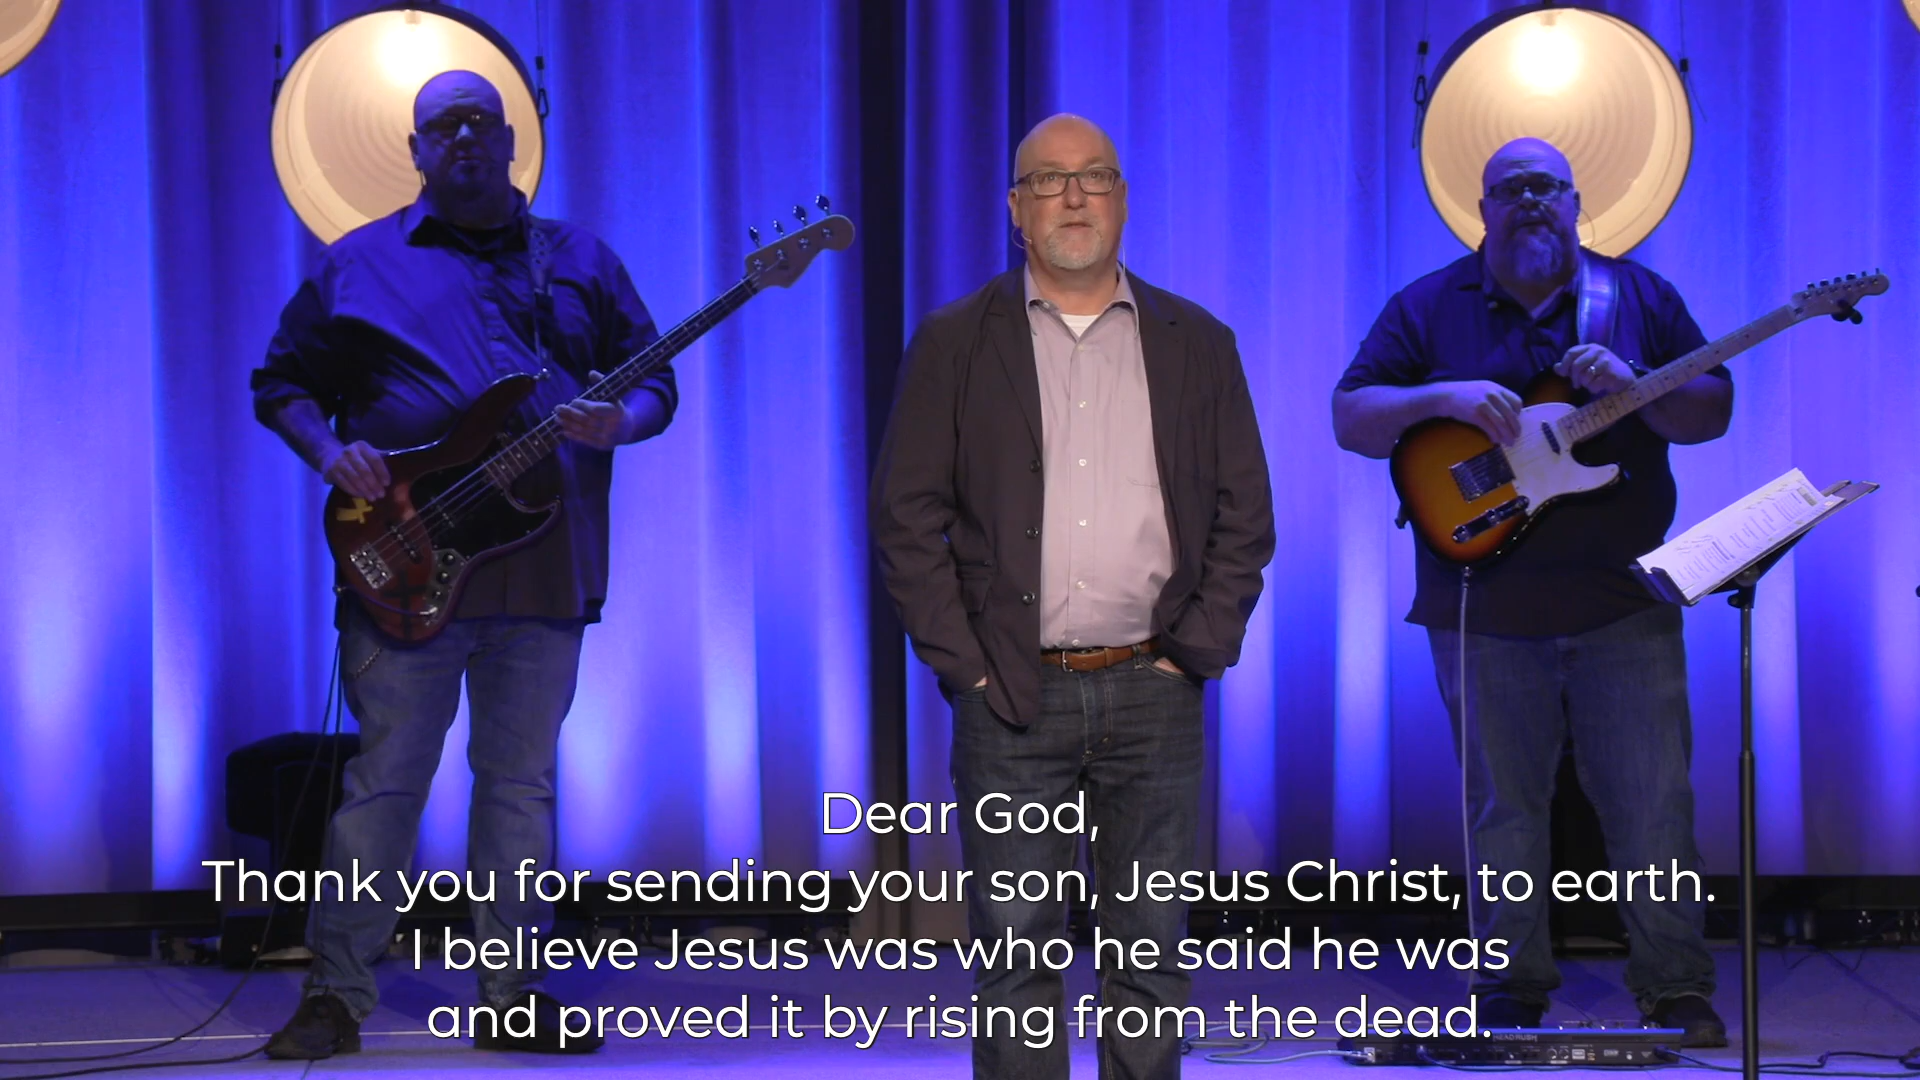 Dear God,
Thank you for sending your son, Jesus Christ, to earth.
I believe Jesus was who he said he was
and proved it by rising from the dead.
HEADRUSH